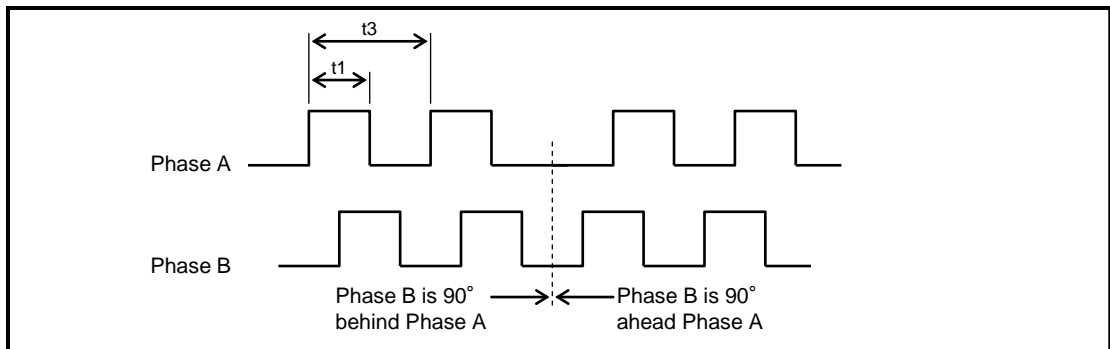 t3
t1
Phase A
Phase B
Phase B is 90°
behind Phase A
Phase B is 90°
ahead Phase A